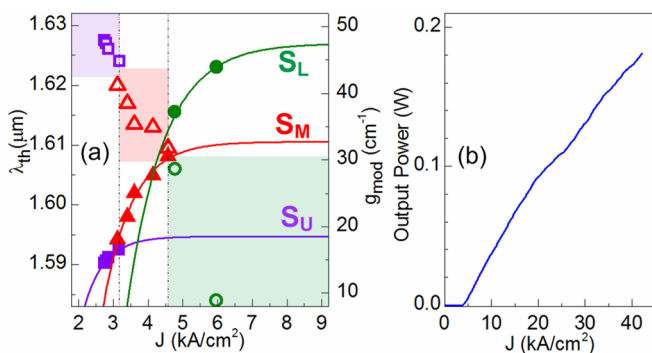 1.63
1.62
1.61
1.60
1.59
λth(μm)
(a)
SL
SM
SU
50
40
30
20
10
gmod (cm-1)
2 3 4 5 6 7 8 9
J (kA/cm2)
0.2
0.1
0.0
Output Power (W)
(b)
0 10 20 30 40
J (kA/cm2)